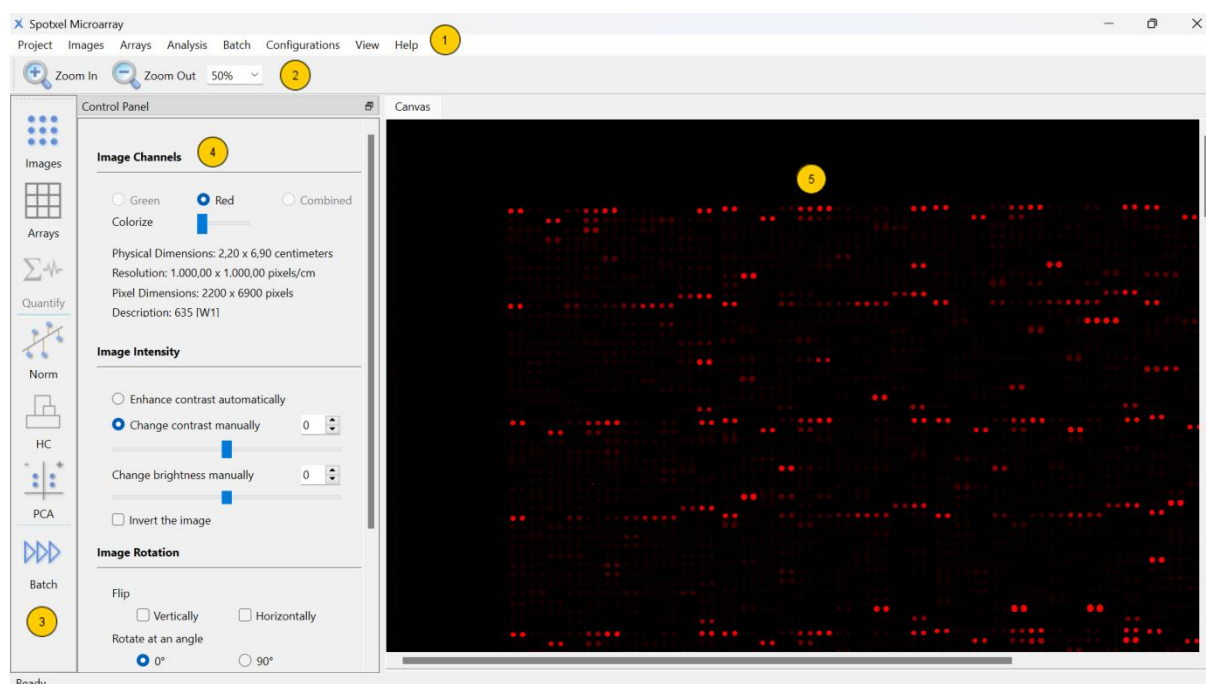 Spotxel Microarray
Project Images Arrays Analysis Batch Configurations View Help 1
Zoom In Zoom Out 50% 2
Control Panel
Canvas
Images
Arrays
Quantify
Norm
HC
PCA
Batch
3
Image Channels 4
Green Red Combined
Colorize
Physical Dimensions: 2,20 x 6,90 centimeters
Resolution: 1.000,00 x 1.000,00 pixels/cm
Pixel Dimensions: 2200 x 6900 pixels
Description: 635 [W1]
Image Intensity
Enhance contrast automatically
Change contrast manually 0
Change brightness manually 0
Invert the image
Image Rotation
Flip
Vertically Horizontally
Rotate at an angle
0° 90°
5
Ready